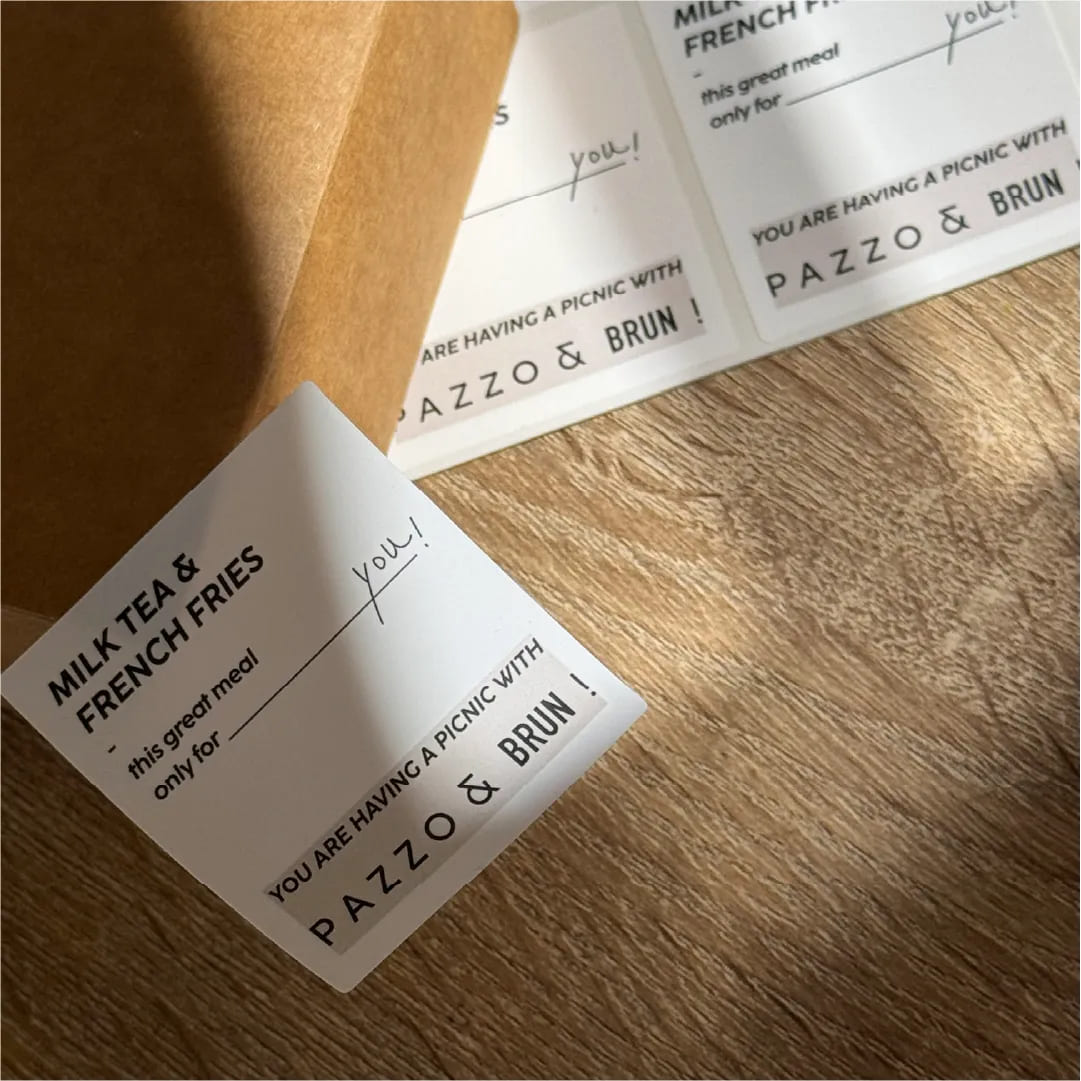 MILK TEA &
FRENCH FRIES
-
this great meal
only for you!
YOU ARE HAVING A PICNIC WITH
PAZZO & BRUN !
you!
ARE HAVING A PICNIC WITH
AZZO & BRUN !
MILK
FRENCH
-
this great meal
only for you!
YOU ARE HAVING A PICNIC WITH
PAZZO & BRUN